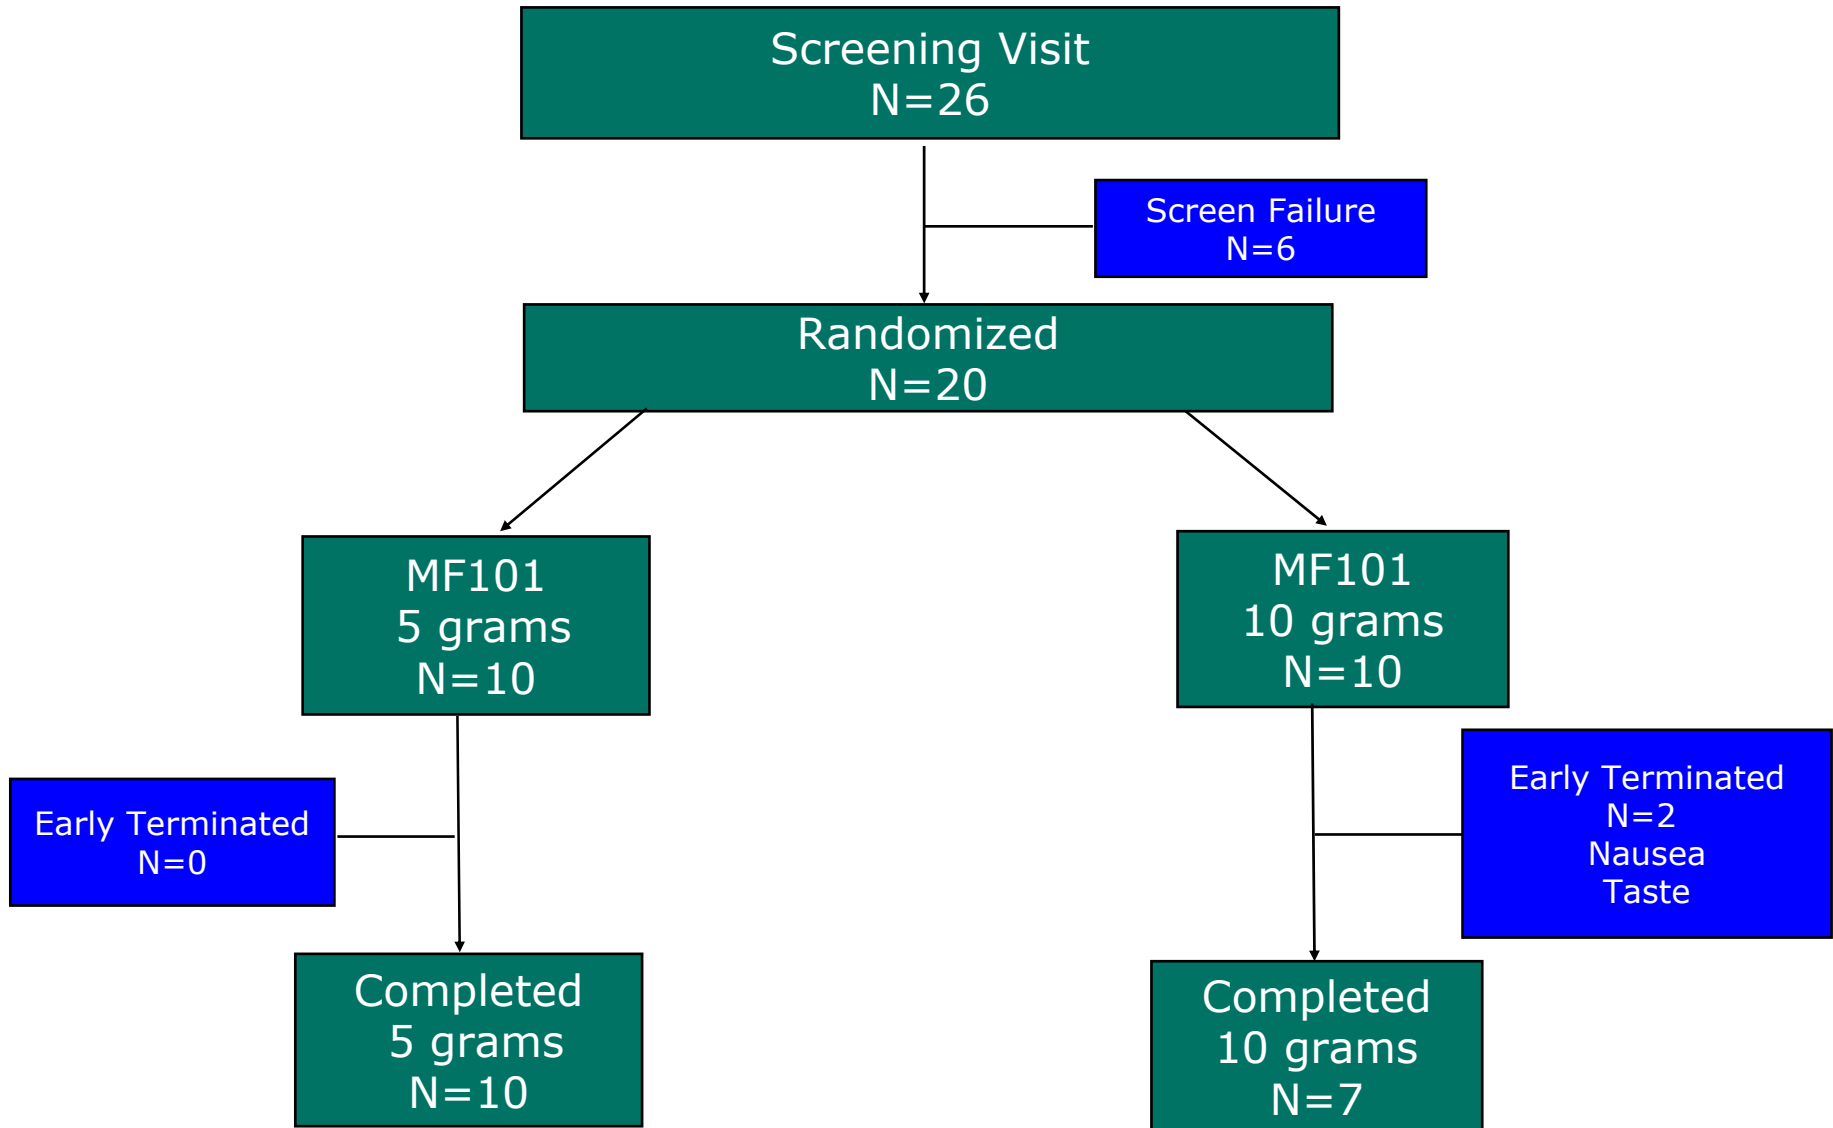 Screening Visit
N=26
Screen Failure
N=6
Randomized
N=20
MF101
5 grams
N=10
MF101
10 grams
N=10
Early Terminated
N=0
Early Terminated
N=2
Nausea
Taste
Completed
5 grams
N=10
Completed
10 grams
N=7